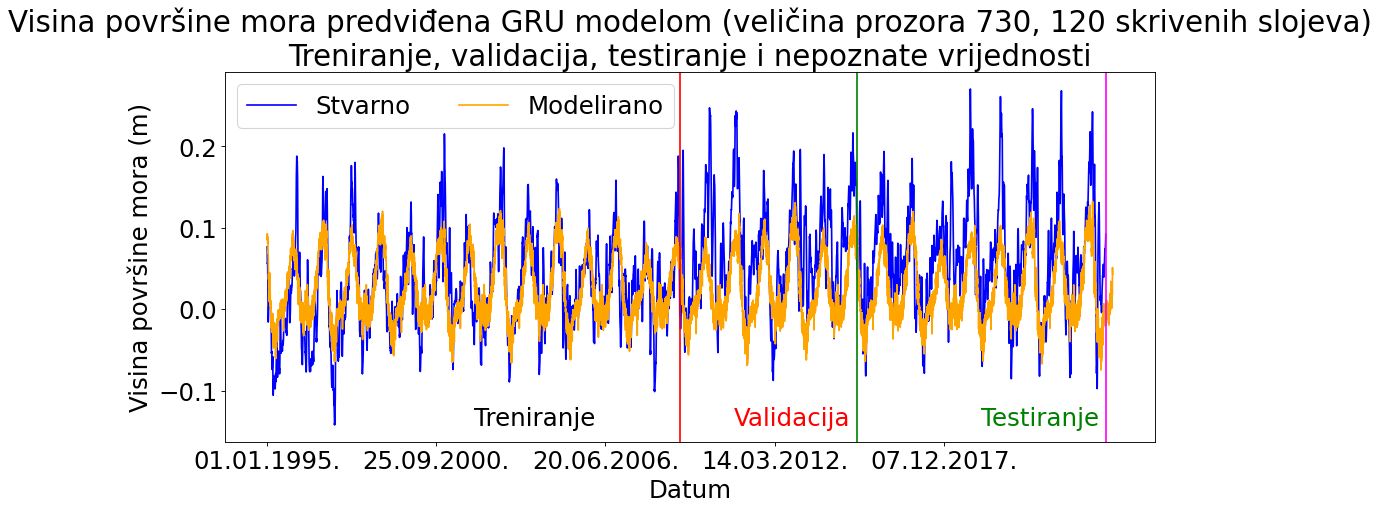 Visina površine mora predviđena GRU modelom (veličina prozora 730, 120 skrivenih slojeva)
Treniranje, validacija, testiranje i nepoznate vrijednosti
Stvarno Modelirano
Visina površine mora (m)
0.2
0.1
0.0
−0.1
Treniranje Validacija Testiranje
01.01.1995. 25.09.2000. 20.06.2006. 14.03.2012. 07.12.2017.
Datum